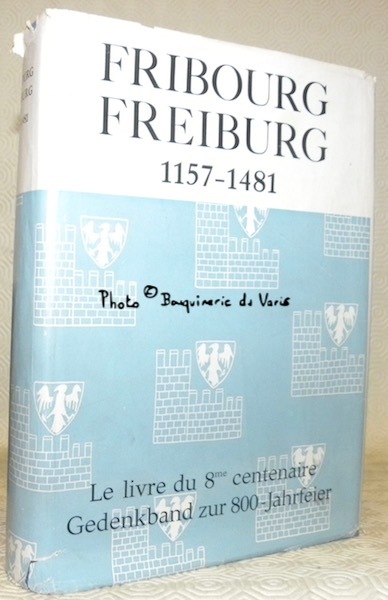 FRIBOURG
FREIBURG
1157-1481
Photo © Bouquinerie du Varis
Le livre du 8me centenaire
Gedenkband zur 800-Jahrfeier